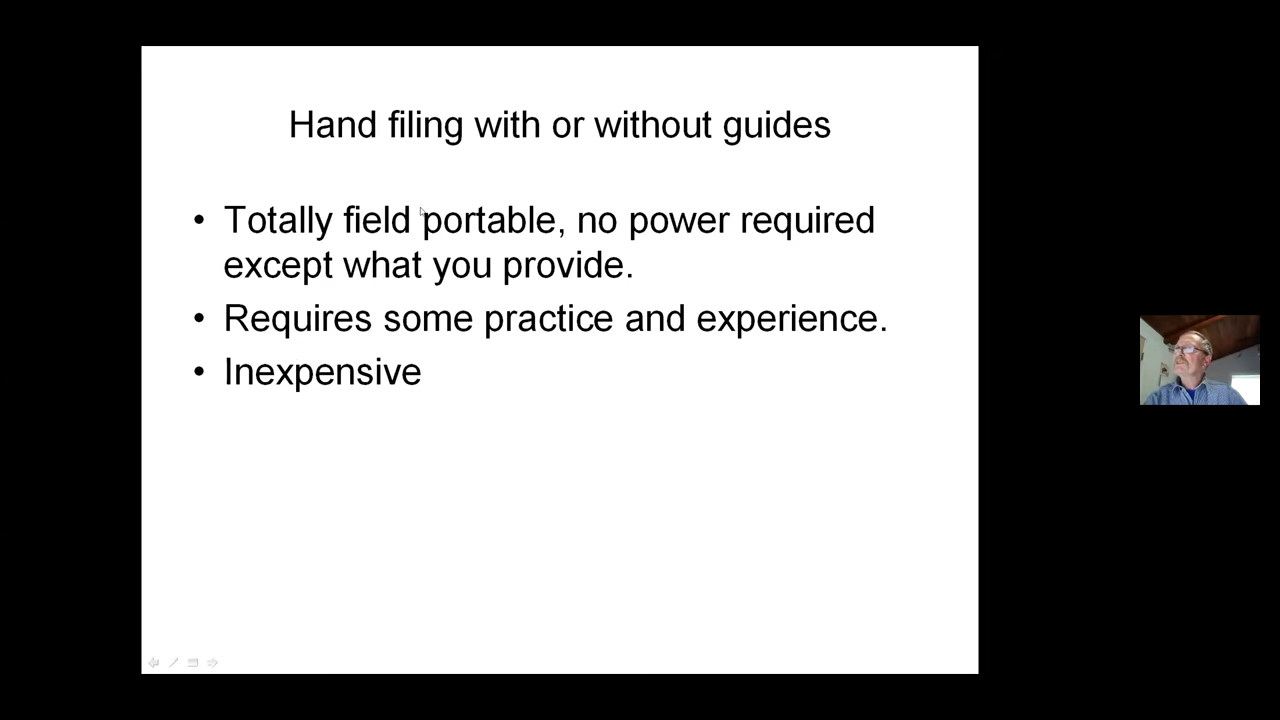 Hand filing with or without guides
• Totally field portable, no power required
except what you provide.
• Requires some practice and experience.
• Inexpensive